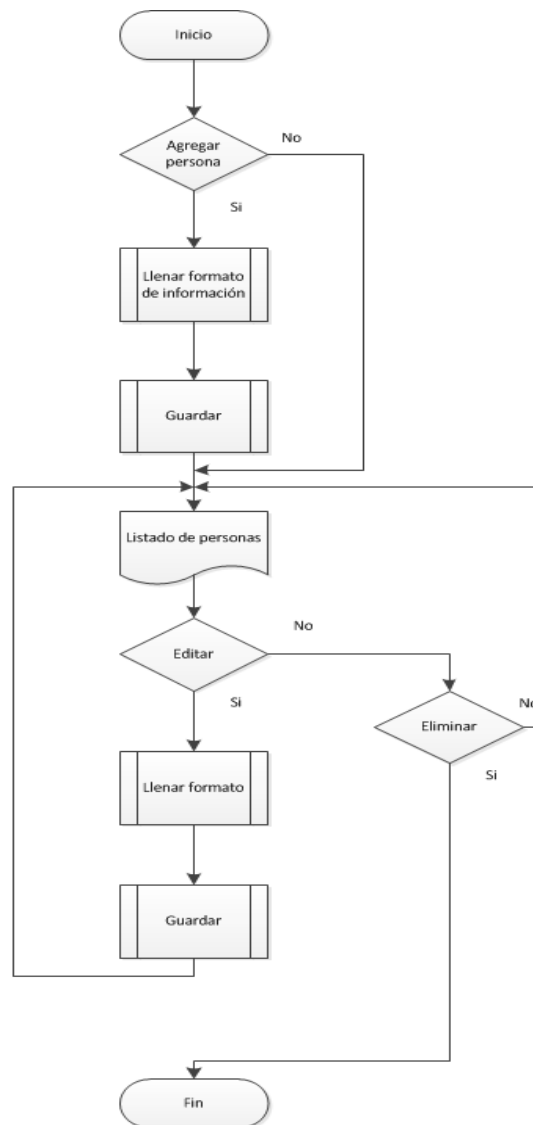 Inicio
Agregar
persona
No
Si
Llenar formato
de información
Guardar
Listado de personas
Editar
No
Si
Eliminar
No
Si
Llenar formato
Guardar
Fin